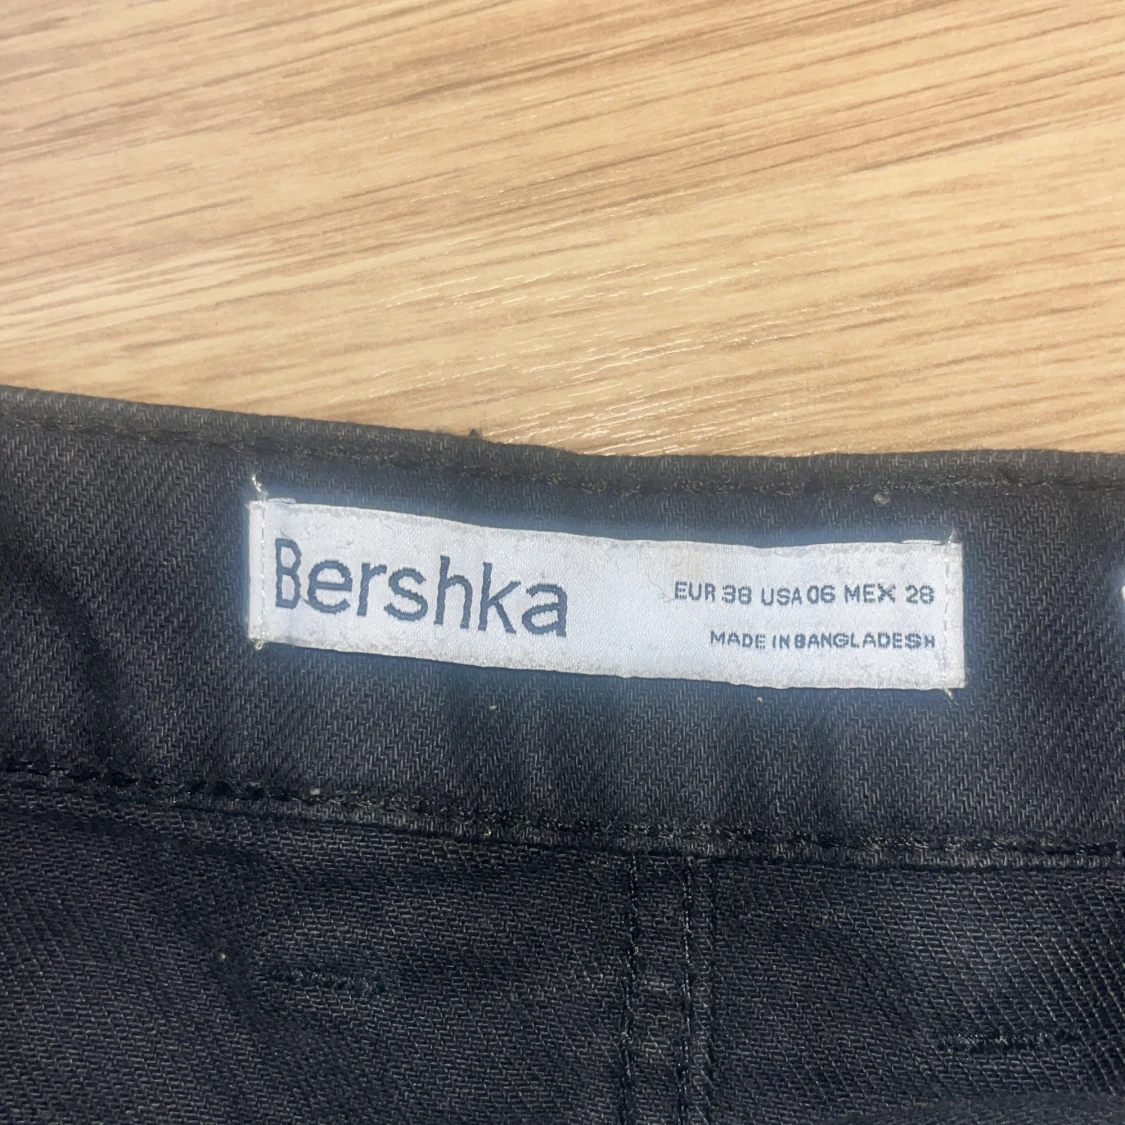 Bershka
EUR 38 USA 06 MEX 28
MADE IN BANGLADESH